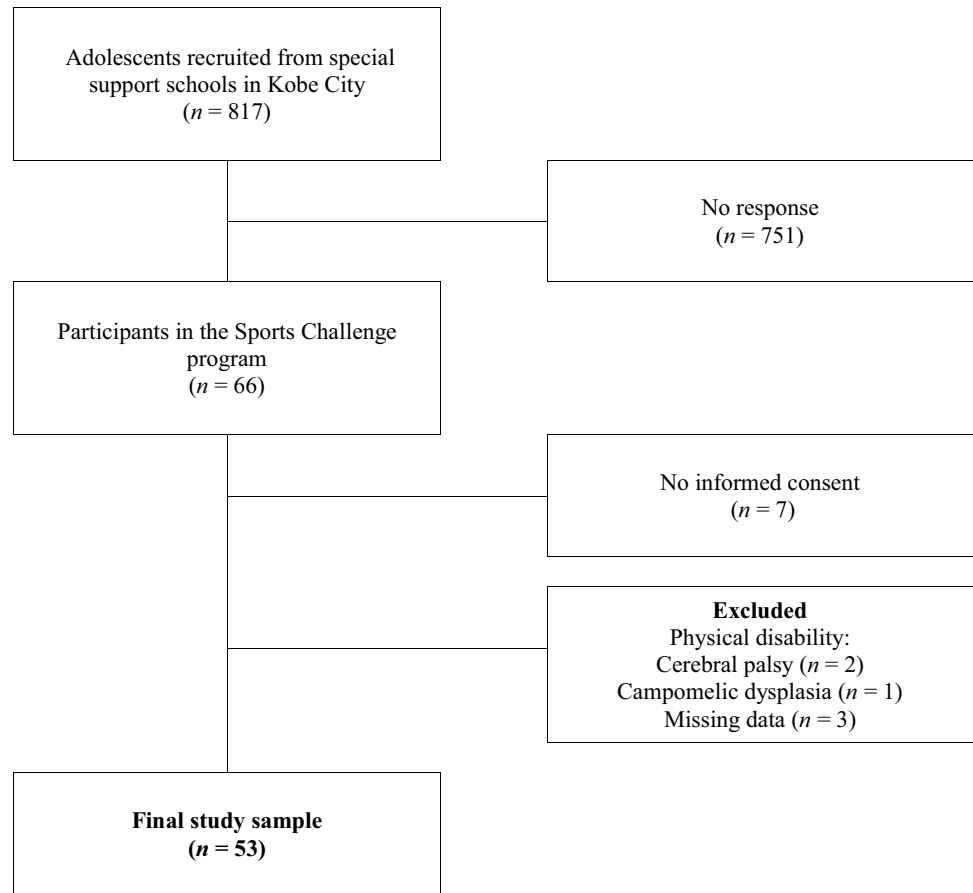 Adolescents recruited from special
support schools in Kobe City
(n = 817)
No response
(n = 751)
Participants in the Sports Challenge
program
(n = 66)
No informed consent
(n = 7)
Excluded
Physical disability:
Cerebral palsy (n = 2)
Campomelic dysplasia (n = 1)
Missing data (n = 3)
Final study sample
(n = 53)